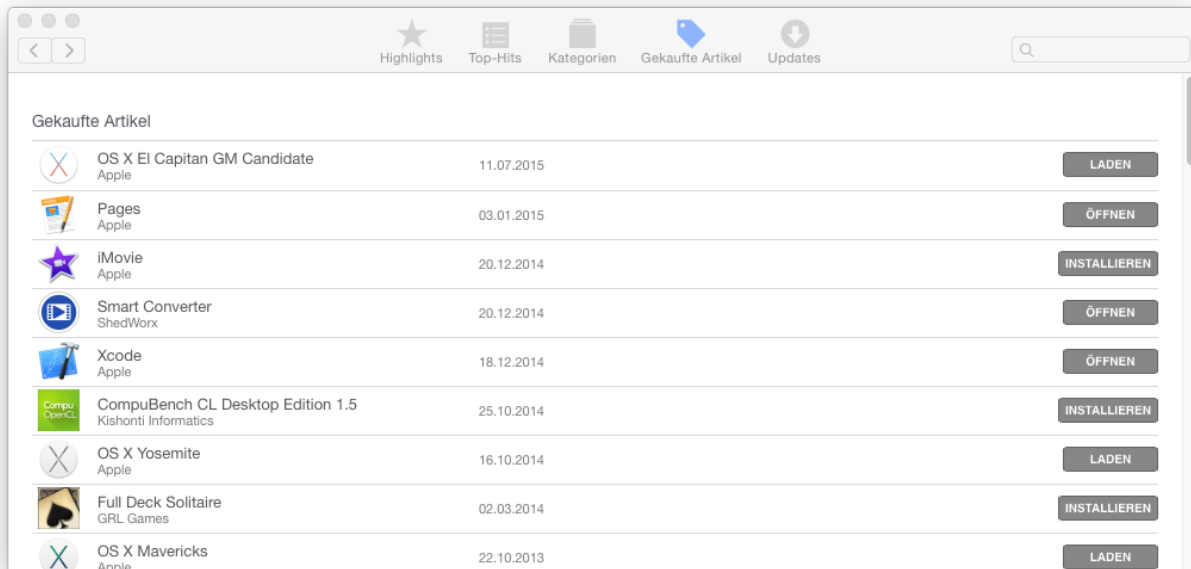 Highlights Top-Hits Kategorien Gekaufte Artikel Updates
Gekaufte Artikel
OS X El Capitan GM Candidate
Apple
11.07.2015
LADEN
Pages
Apple
03.01.2015
ÖFFNEN
iMovie
Apple
20.12.2014
INSTALLIEREN
Smart Converter
ShedWorx
20.12.2014
ÖFFNEN
Xcode
Apple
18.12.2014
ÖFFNEN
Compu
OpenCL
CompuBench CL Desktop Edition 1.5
Kishonti Informatics
25.10.2014
INSTALLIEREN
OS X Yosemite
Apple
16.10.2014
LADEN
Full Deck Solitaire
GRL Games
02.03.2014
INSTALLIEREN
OS X Mavericks
Apple
22.10.2013
LADEN